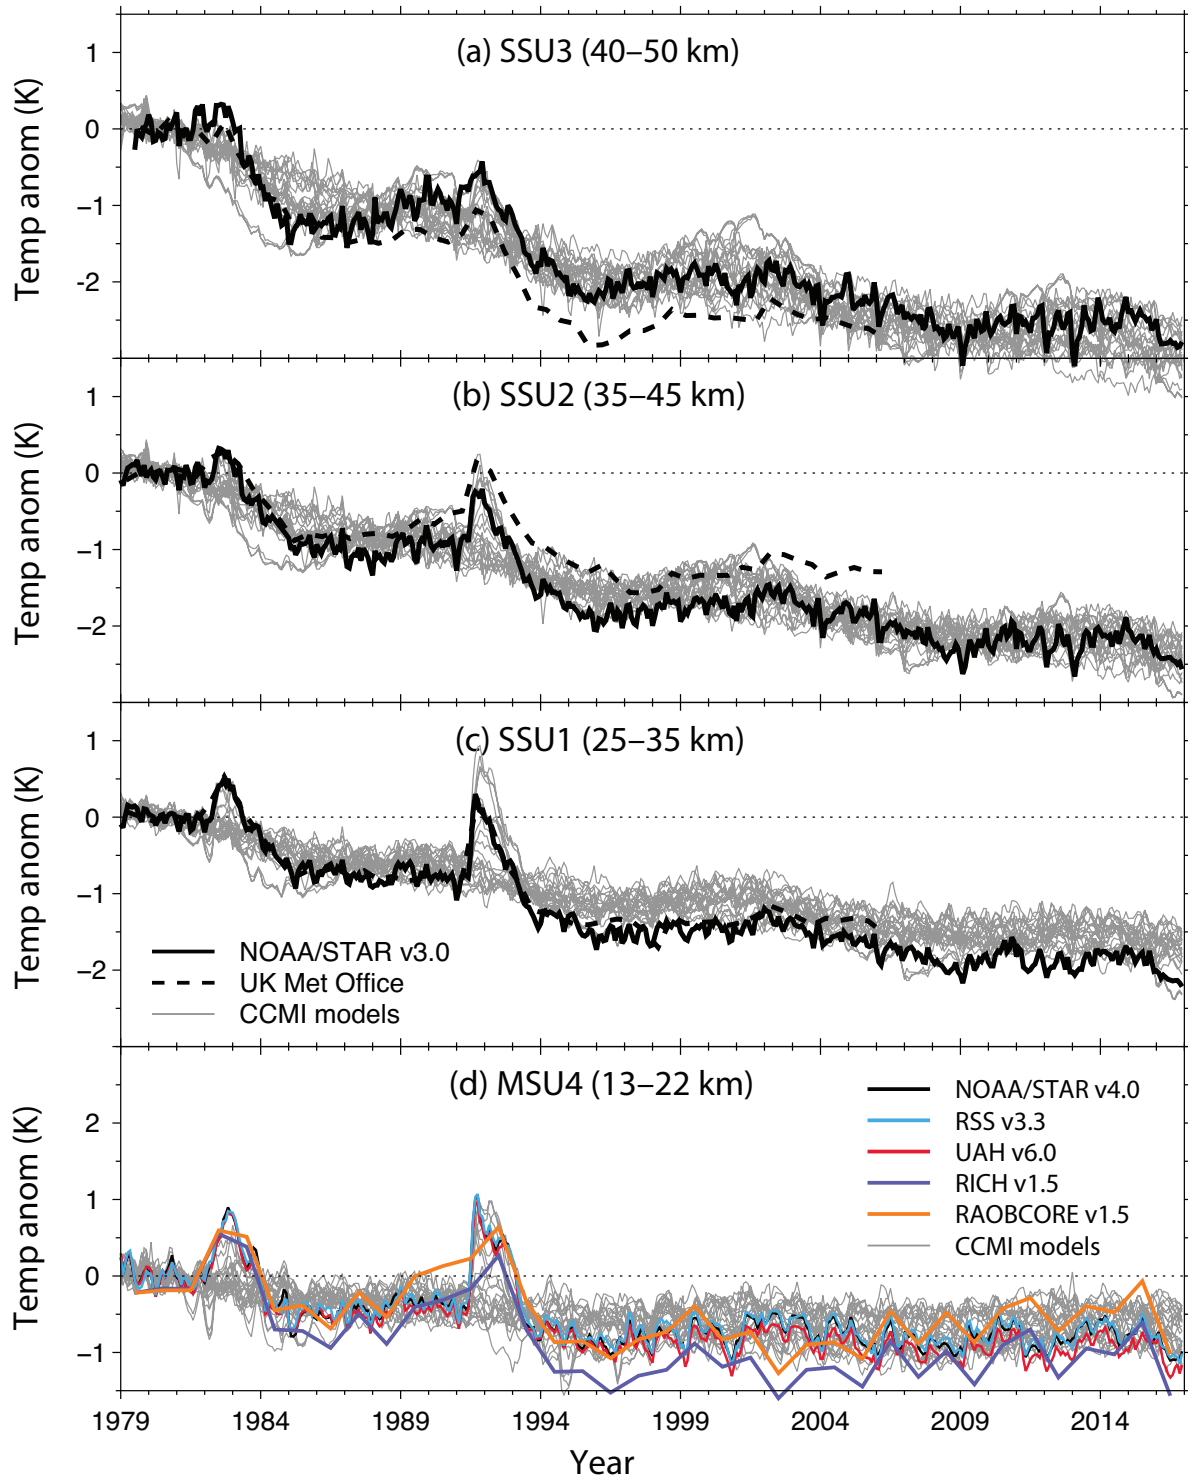 (a) SSU3 (40–50 km)
Temp anom (K)
1
0
−1
-2
(b) SSU2 (35–45 km)
Temp anom (K)
1
0
−1
−2
(c) SSU1 (25–35 km)
Temp anom (K)
1
0
−1
−2
NOAA/STAR v3.0
UK Met Office
CCMI models
(d) MSU4 (13–22 km)
Temp anom (K)
2
1
0
−1
NOAA/STAR v4.0
RSS v3.3
UAH v6.0
RICH v1.5
RAOBCORE v1.5
CCMI models
1979 1984 1989 1994 1999 2004 2009 2014
Year